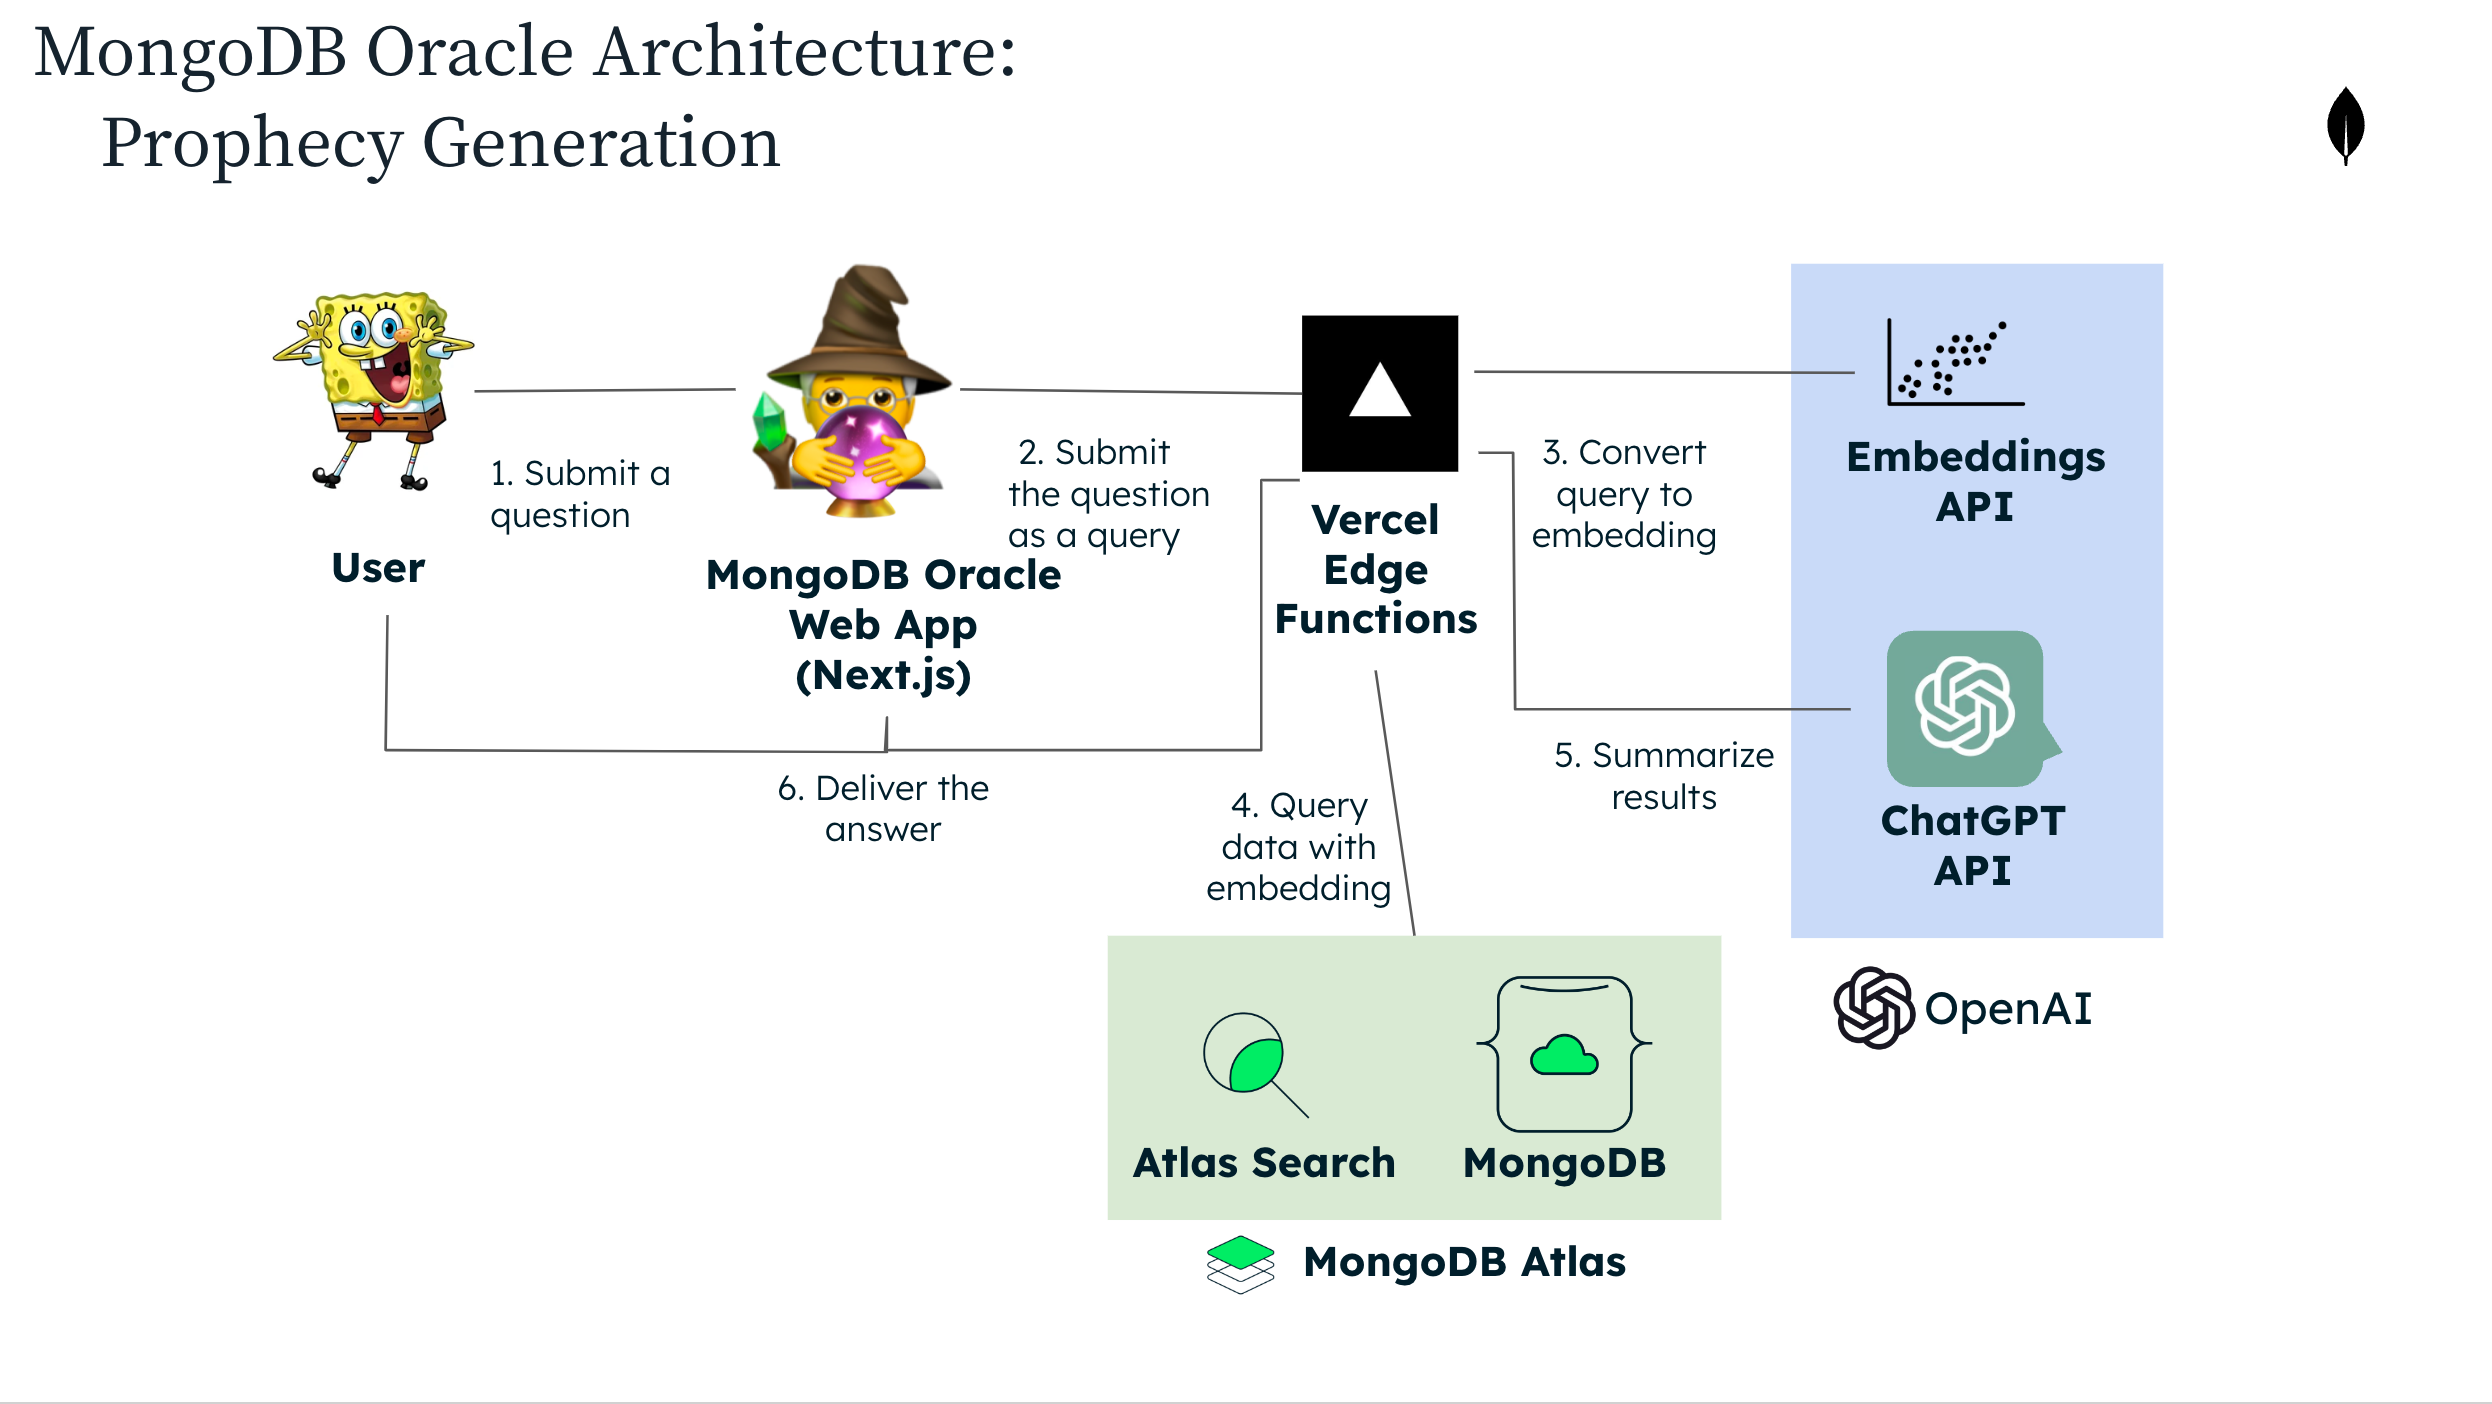 MongoDB Oracle Architecture:
Prophecy Generation
1. Submit a
question
User
MongoDB Oracle
Web App
(Next.js)
2. Submit
the question
as a query
Vercel
Edge
Functions
3. Convert
query to
embedding
Embeddings
API
4. Query
data with
embedding
5. Summarize
results
ChatGPT
API
6. Deliver the
answer
OpenAI
Atlas Search
MongoDB
MongoDB Atlas